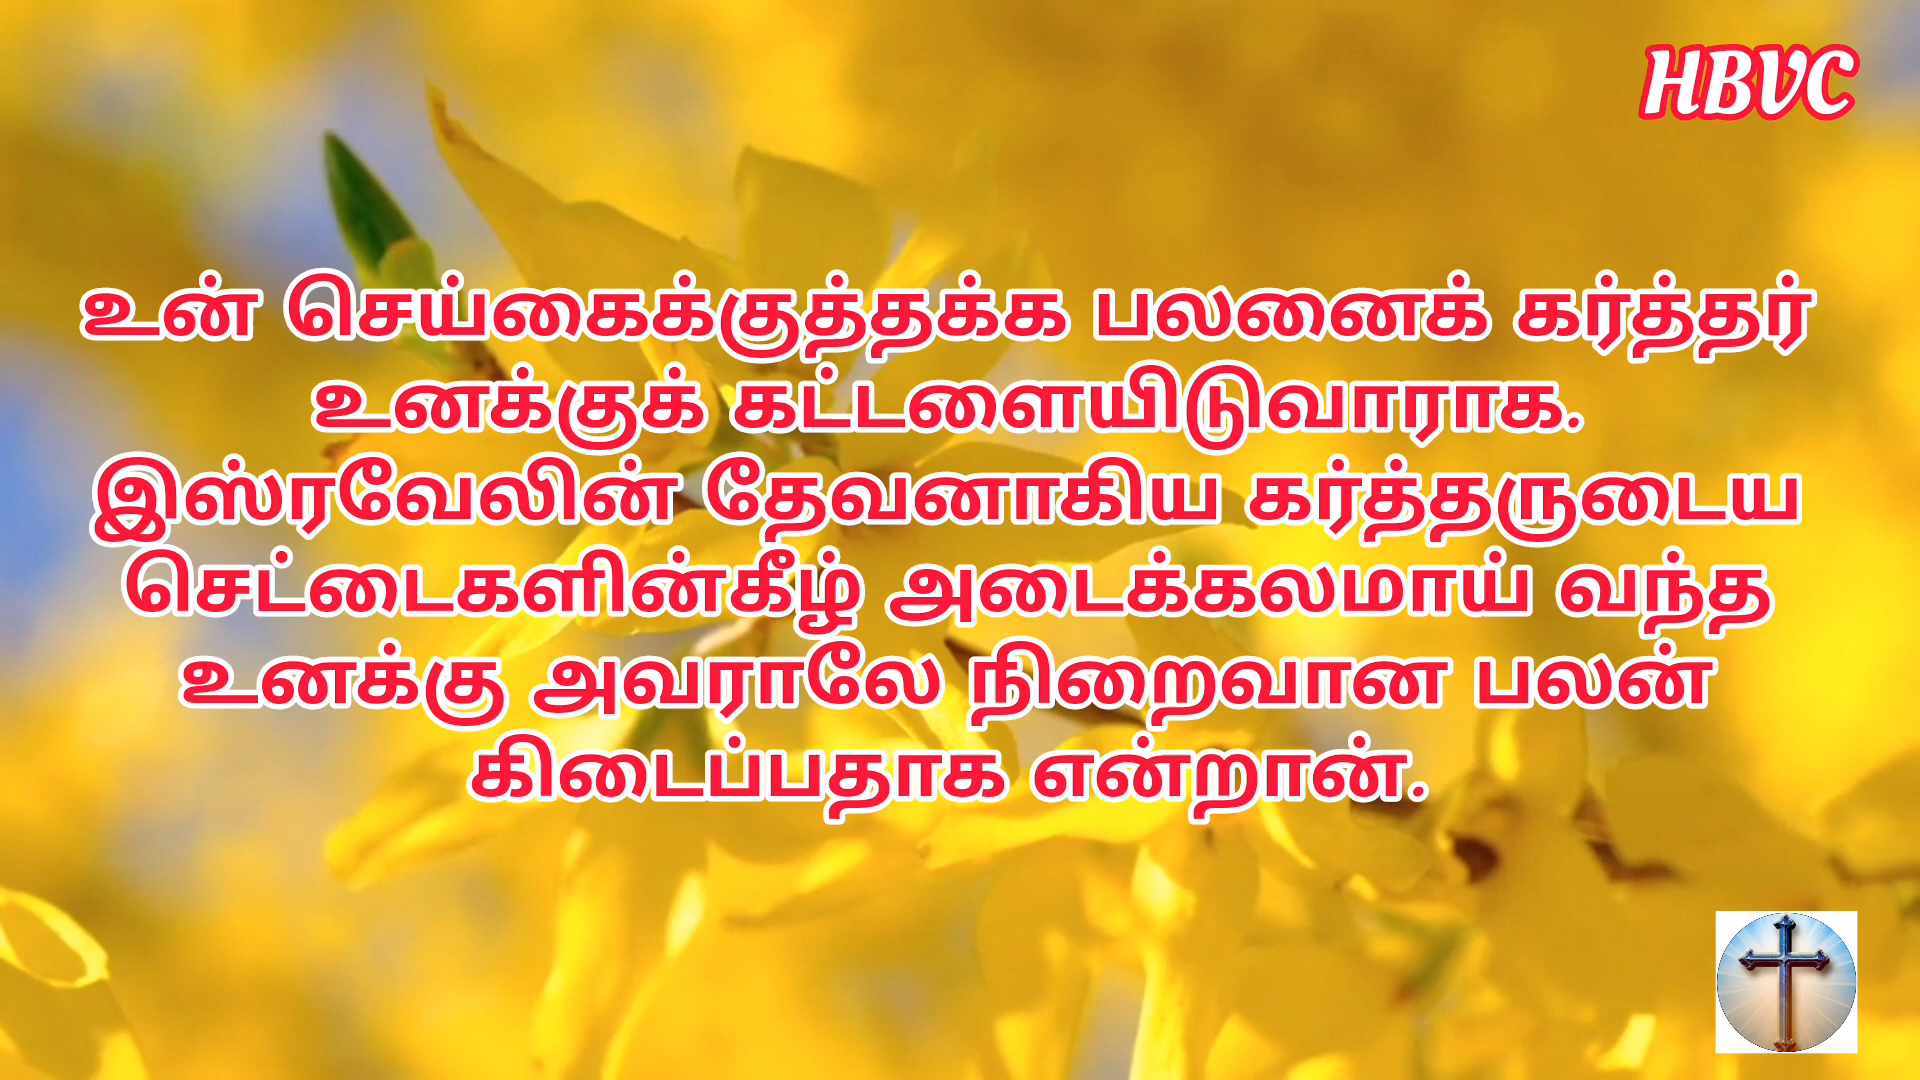 HBVC
உன் செய்கைக்குத்தக்க பலனைக் கர்த்தர்
உனக்குக் கட்டளையிடுவாராக.
இஸ்ரவேலின் தேவனாகிய கர்த்தருடைய
செட்டைகளின்கீழ் அடைக்கலமாய் வந்த
உனக்கு அவராலே நிறைவான பலன்
கிடைப்பதாக என்றான்.